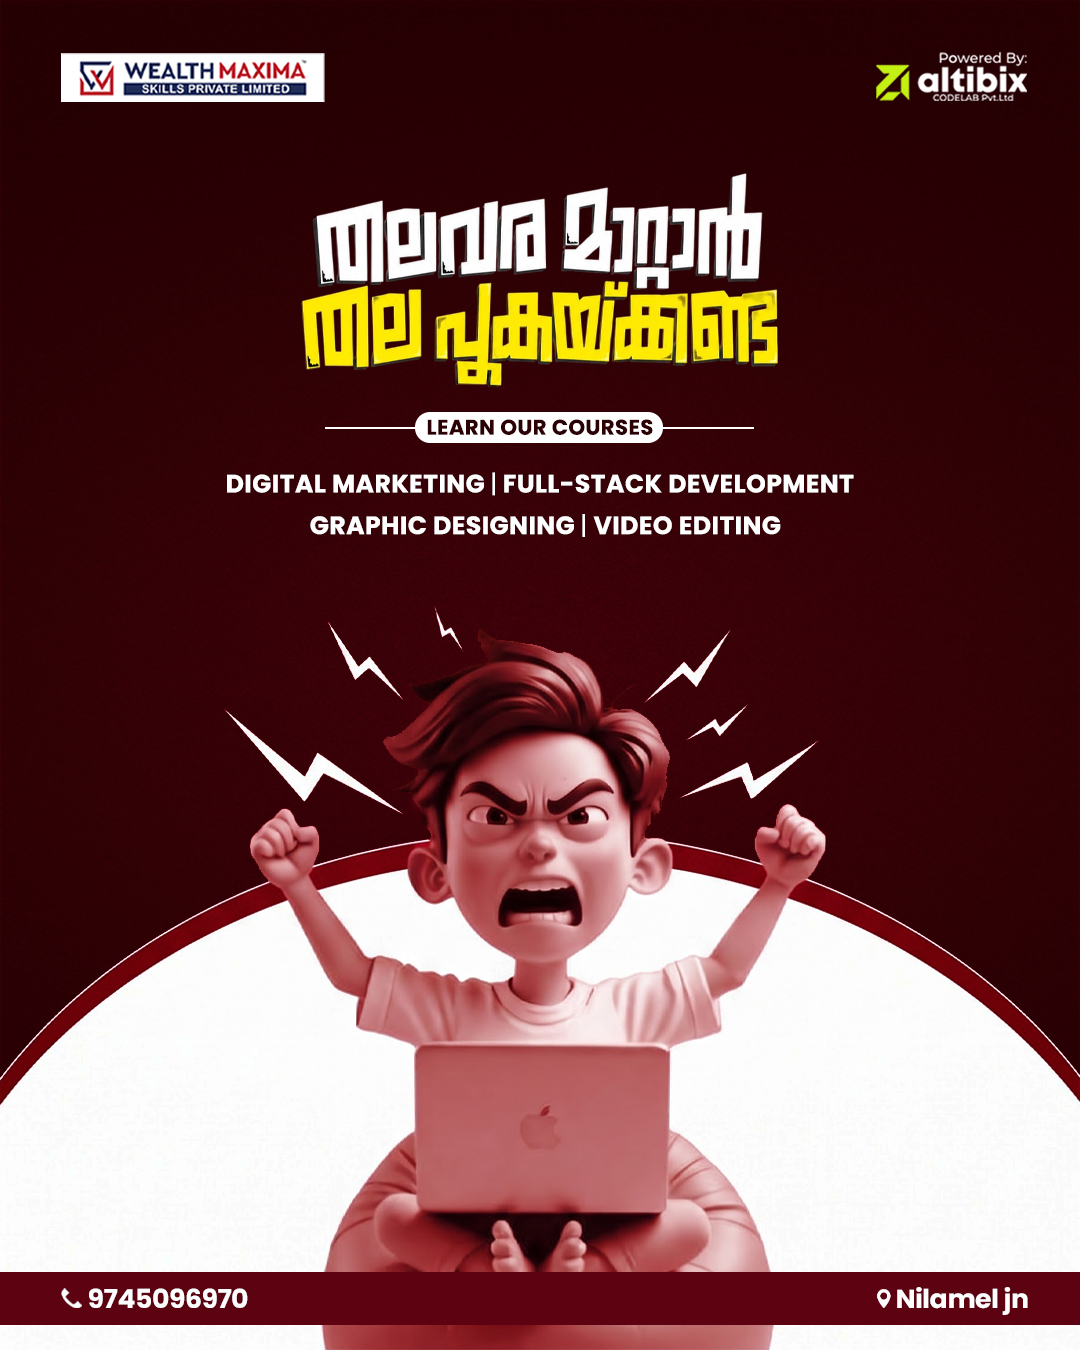 WEALTH MAXIMA™
SKILLS PRIVATE LIMITED
Powered By:
altibix
CODELAB Pvt.Ltd
തലവര മാറ്റാൻ
തല പുകയ്ക്കണ്ട
LEARN OUR COURSES
DIGITAL MARKETING | FULL-STACK DEVELOPMENT
GRAPHIC DESIGNING | VIDEO EDITING
9745096970
Nilamel jn